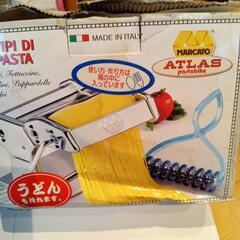 IPI DI
PASTA
MADE IN ITALY
MARCATO
ATLAS
pastabike
Fettuccine,
Pappardelle
使い方・作り方は
箱の中に
入っています
うどん
も作れます。